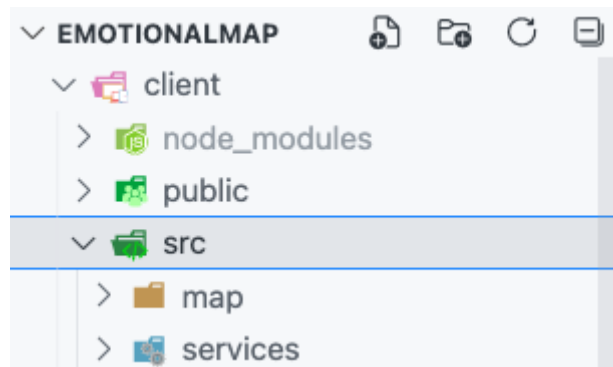 EMOTIONALMAP
client
node_modules
public
src
map
services